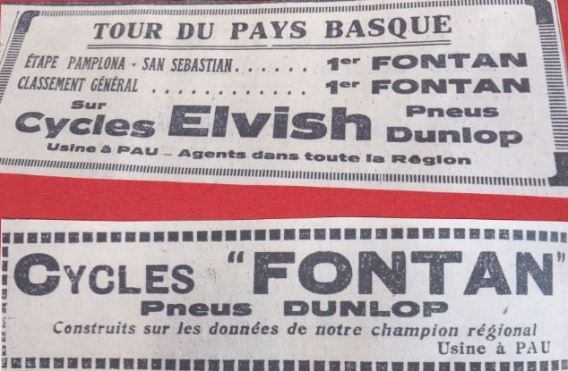 TOUR DU PAYS BASQUE
ÉTAPE PAMPLONA - SAN SEBASTIAN...... 1er FONTAN
CLASSEMENT GÉNÉRAL ............. 1er FONTAN
Sur
Cycles Elvish Pneus Dunlop
Usine à PAU - Agents dans toute la Région
CYCLES "FONTAN"
Pneus DUNLOP
Construits sur les données de notre champion régional
Usine à PAU